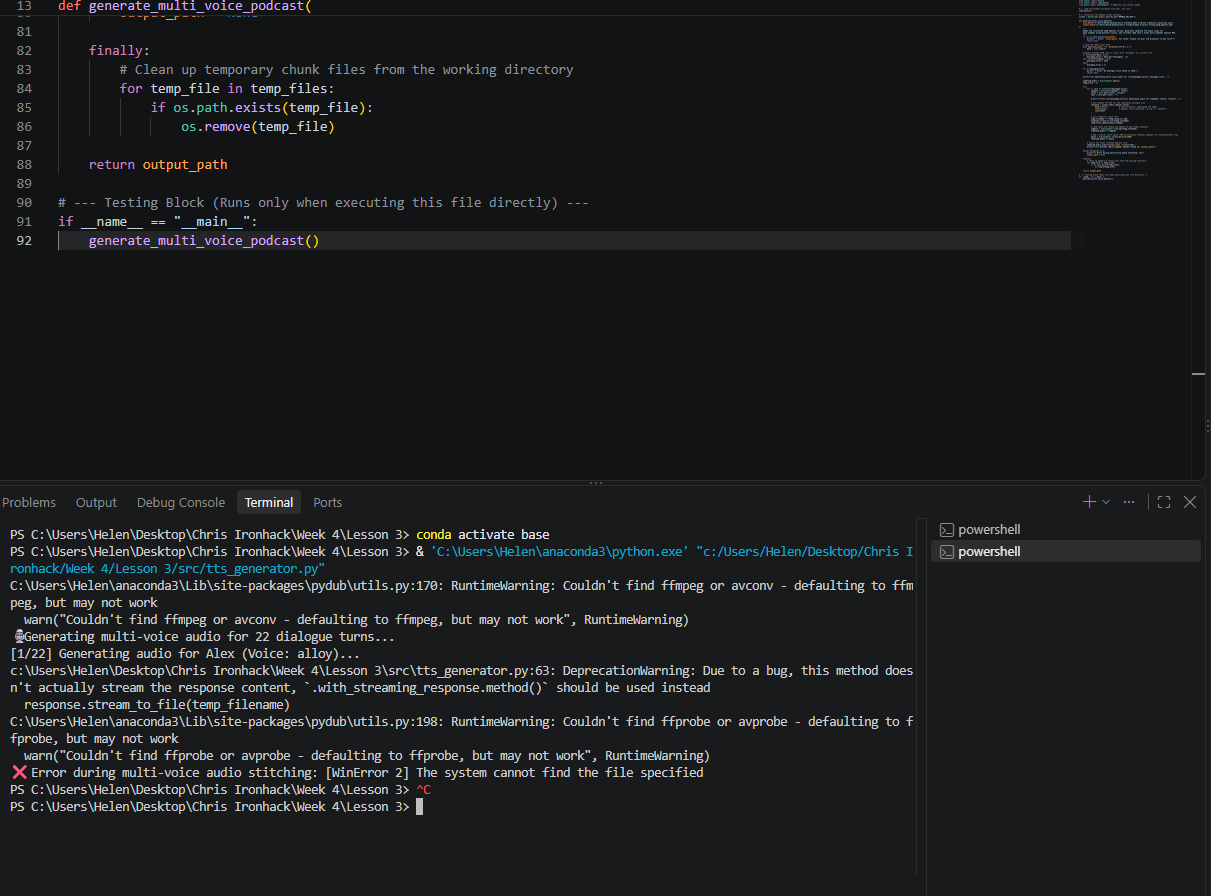 13 def generate_multi_voice_podcast(
81
82 finally:
83 # Clean up temporary chunk files from the working directory
84 for temp_file in temp_files:
85 if os.path.exists(temp_file):
86 os.remove(temp_file)
87
88 return output_path
89
90 # --- Testing Block (Runs only when executing this file directly) ---
91 if __name__ == "__main__":
92 generate_multi_voice_podcast()
Problems Output Debug Console Terminal Ports
PS C:\Users\Helen\Desktop\Chris Ironhack\Week 4\Lesson 3> conda activate base
PS C:\Users\Helen\Desktop\Chris Ironhack\Week 4\Lesson 3> & 'C:\Users\Helen\anaconda3\python.exe' "c:/Users/Helen/Desktop/Chris I
ronhack/Week 4/Lesson 3/src/tts_generator.py"
C:\Users\Helen\anaconda3\Lib\site-packages\pydub\utils.py:170: RuntimeWarning: Couldn't find ffmpeg or avconv - defaulting to ffm
peg, but may not work
warn("Couldn't find ffmpeg or avconv - defaulting to ffmpeg, but may not work", RuntimeWarning)
🎙️Generating multi-voice audio for 22 dialogue turns...
[1/22] Generating audio for Alex (Voice: alloy)...
c:\Users\Helen\Desktop\Chris Ironhack\Week 4\Lesson 3\src\tts_generator.py:63: DeprecationWarning: Due to a bug, this method does
n't actually stream the response content, `.with_streaming_response.method()` should be used instead
response.stream_to_file(temp_filename)
C:\Users\Helen\anaconda3\Lib\site-packages\pydub\utils.py:198: RuntimeWarning: Couldn't find ffprobe or avprobe - defaulting to f
fprobe, but may not work
warn("Couldn't find ffprobe or avprobe - defaulting to ffprobe, but may not work", RuntimeWarning)
❌ Error during multi-voice audio stitching: [WinError 2] The system cannot find the file specified
PS C:\Users\Helen\Desktop\Chris Ironhack\Week 4\Lesson 3> ^C
PS C:\Users\Helen\Desktop\Chris Ironhack\Week 4\Lesson 3>
powershell
powershell